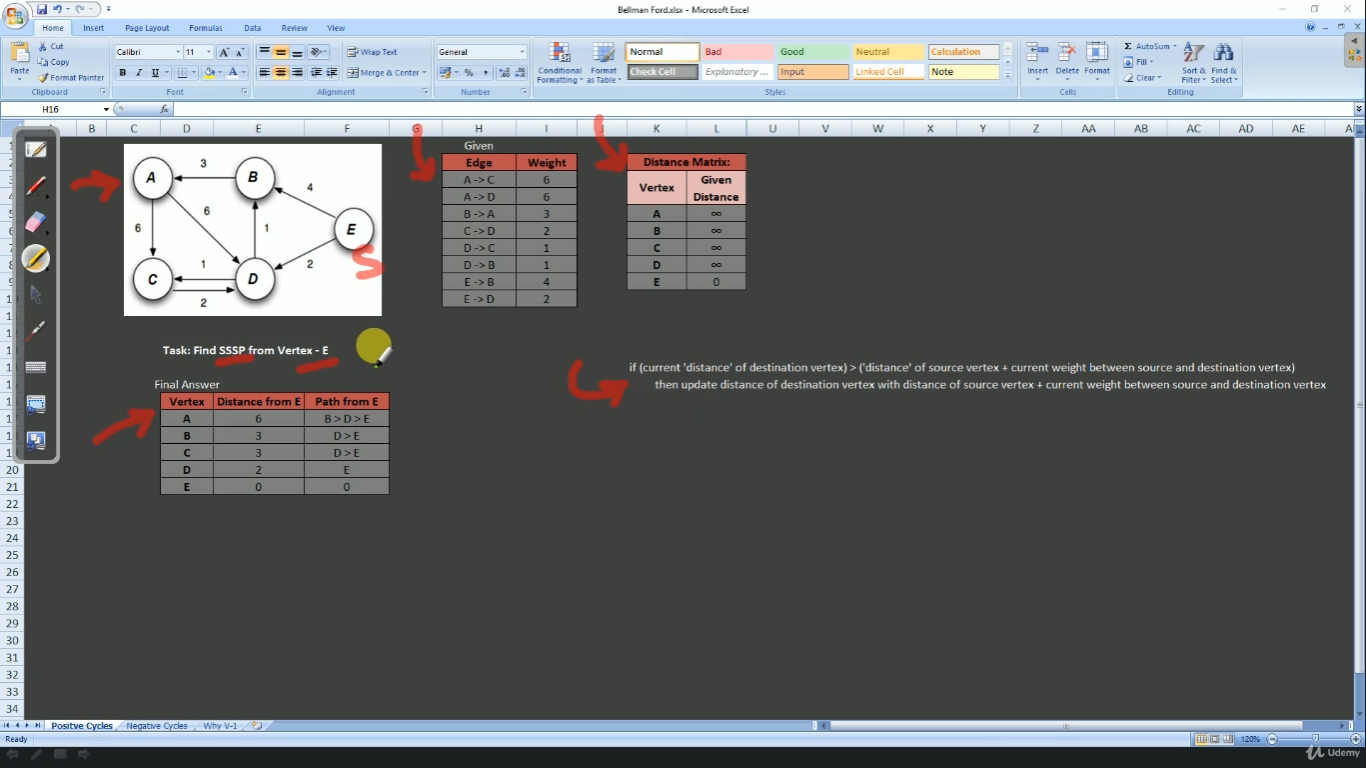 Bellman Ford.xlsx - Microsoft Excel
Home Insert Page Layout Formulas Data Review View
Paste Cut Copy Format Painter Clipboard
Calibri 11 A A B I U A Font
Wrap Text Merge & Center Alignment
General % , Number
Conditional Formatting Format as Table
Normal Bad Good Neutral Calculation
Check Cell Explanatory ... Input Linked Cell Note
Styles
Insert Delete Format Cells
Σ AutoSum Fill Clear Sort & Filter Find & Select Editing
H16 fx
B C D E F G H I J K L U V W X Y Z AA AB AC AD AE
Given
Edge Weight
A -> C 6
A -> D 6
B -> A 3
C -> D 2
D -> C 1
D -> B 1
E -> B 4
E -> D 2
Distance Matrix:
Vertex Given Distance
A ∞
B ∞
C ∞
D ∞
E 0
A 3 B 4
6 6 1 E
S
C 1 D 2
2
Task: Find SSSP from Vertex - E
if (current 'distance' of destination vertex) > ('distance' of source vertex + current weight between source and destination vertex)
then update distance of destination vertex with distance of source vertex + current weight between source and destination vertex
Final Answer
Vertex Distance from E Path from E
A 6 B > D > E
B 3 D > E
C 3 D > E
D 2 E
E 0 0
20
21
22
23
24
25
26
27
28
29
30
31
32
33
34
Positve Cycles Negative Cycles Why V-1
Ready 120%
Udemy